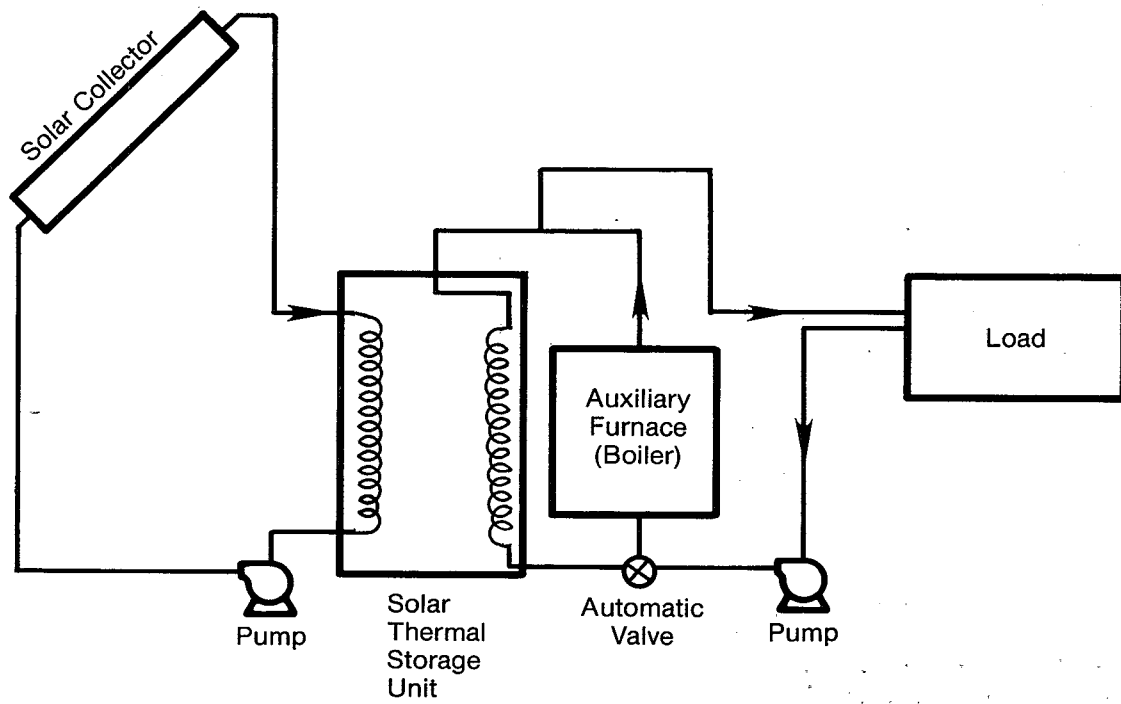 Solar Collector
Load
Auxiliary
Furnace
(Boiler)
Solar
Thermal
Storage
Unit
Pump
Automatic
Valve
Pump